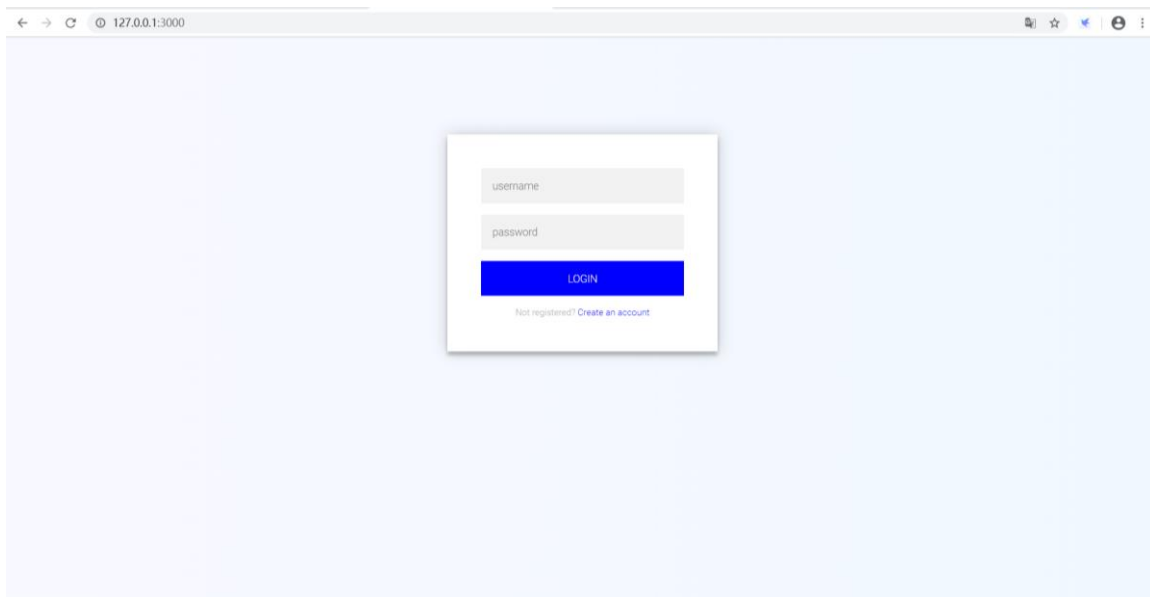 127.0.0.1:3000
username
password
LOGIN
Not registered? Create an account